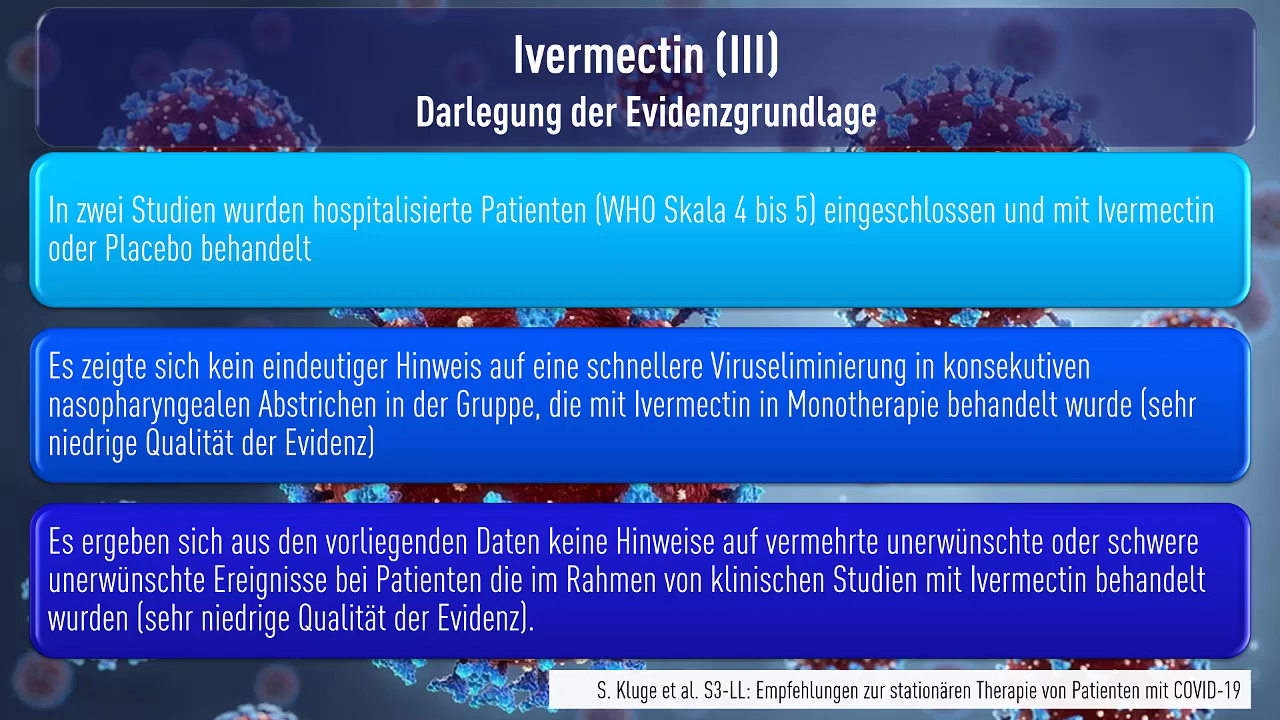 Ivermectin (III)
Darlegung der Evidenzgrundlage
In zwei Studien wurden hospitalisierte Patienten (WHO Skala 4 bis 5) eingeschlossen und mit Ivermectin
oder Placebo behandelt
Es zeigte sich kein eindeutiger Hinweis auf eine schnellere Viruseliminierung in konsekutiven
nasopharyngealen Abstrichen in der Gruppe, die mit Ivermectin in Monotherapie behandelt wurde (sehr
niedrige Qualität der Evidenz)
Es ergeben sich aus den vorliegenden Daten keine Hinweise auf vermehrte unerwünschte oder schwere
unerwünschte Ereignisse bei Patienten die im Rahmen von klinischen Studien mit Ivermectin behandelt
wurden (sehr niedrige Qualität der Evidenz).
S. Kluge et al. S3-LL: Empfehlungen zur stationären Therapie von Patienten mit COVID-19